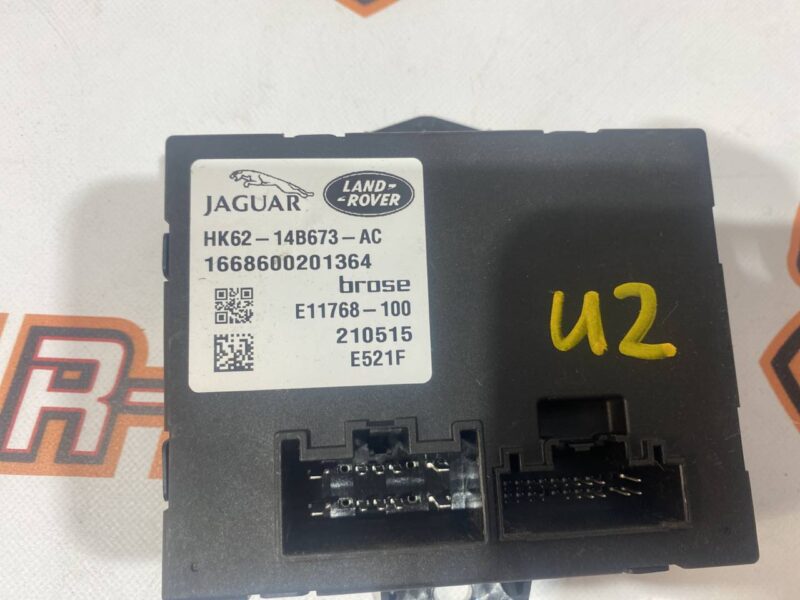 JAGUAR
LAND-
-ROVER
HK62-14B673-AC
1668600201364
brose
E11768-100
210515
E521F
U2
R-